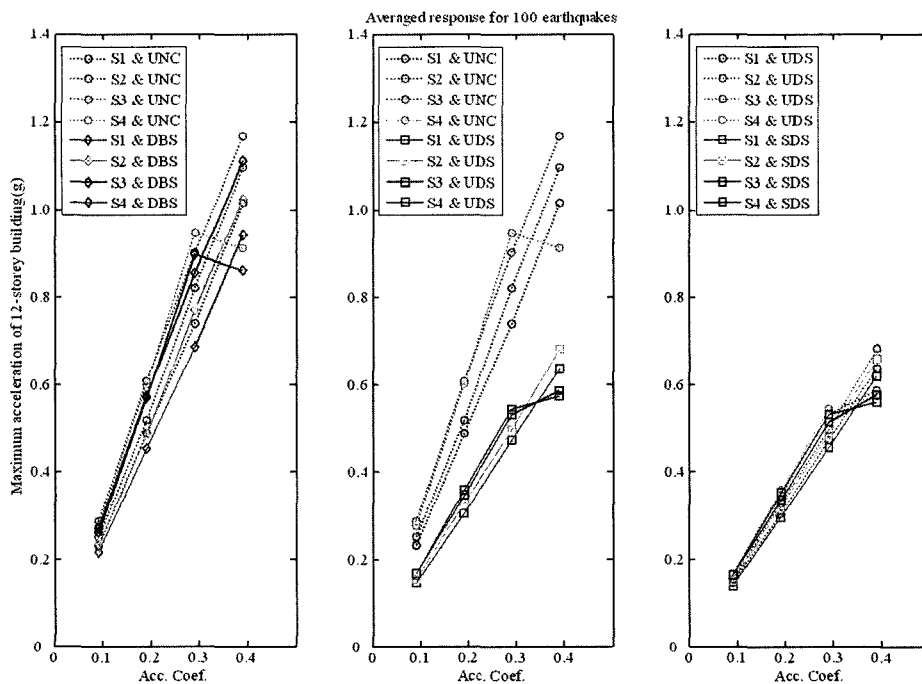 Averaged response for 100 earthquakes
Maximum acceleration of 12-storey building(g)
1.4
1.2
1.0
0.8
0.6
0.4
0.2
0
0.1
0.2
0.3
0.4
Acc. Coef.
S1 & UNC
S2 & UNC
S3 & UNC
S4 & UNC
S1 & DBS
S2 & DBS
S3 & DBS
S4 & DBS
1.4
1.2
1.0
0.8
0.6
0.4
0.2
0
0
0.1
0.2
0.3
0.4
Acc. Coef.
S1 & UNC
S2 & UNC
S3 & UNC
S4 & UNC
S1 & UDS
S2 & UDS
S3 & UDS
S4 & UDS
1.4
1.2
1.0
0.8
0.6
0.4
0.2
0
0
0.1
0.2
0.3
0.4
Acc. Coef.
S1 & UDS
S2 & UDS
S3 & UDS
S4 & UDS
S1 & SDS
S2 & SDS
S3 & SDS
S4 & SDS